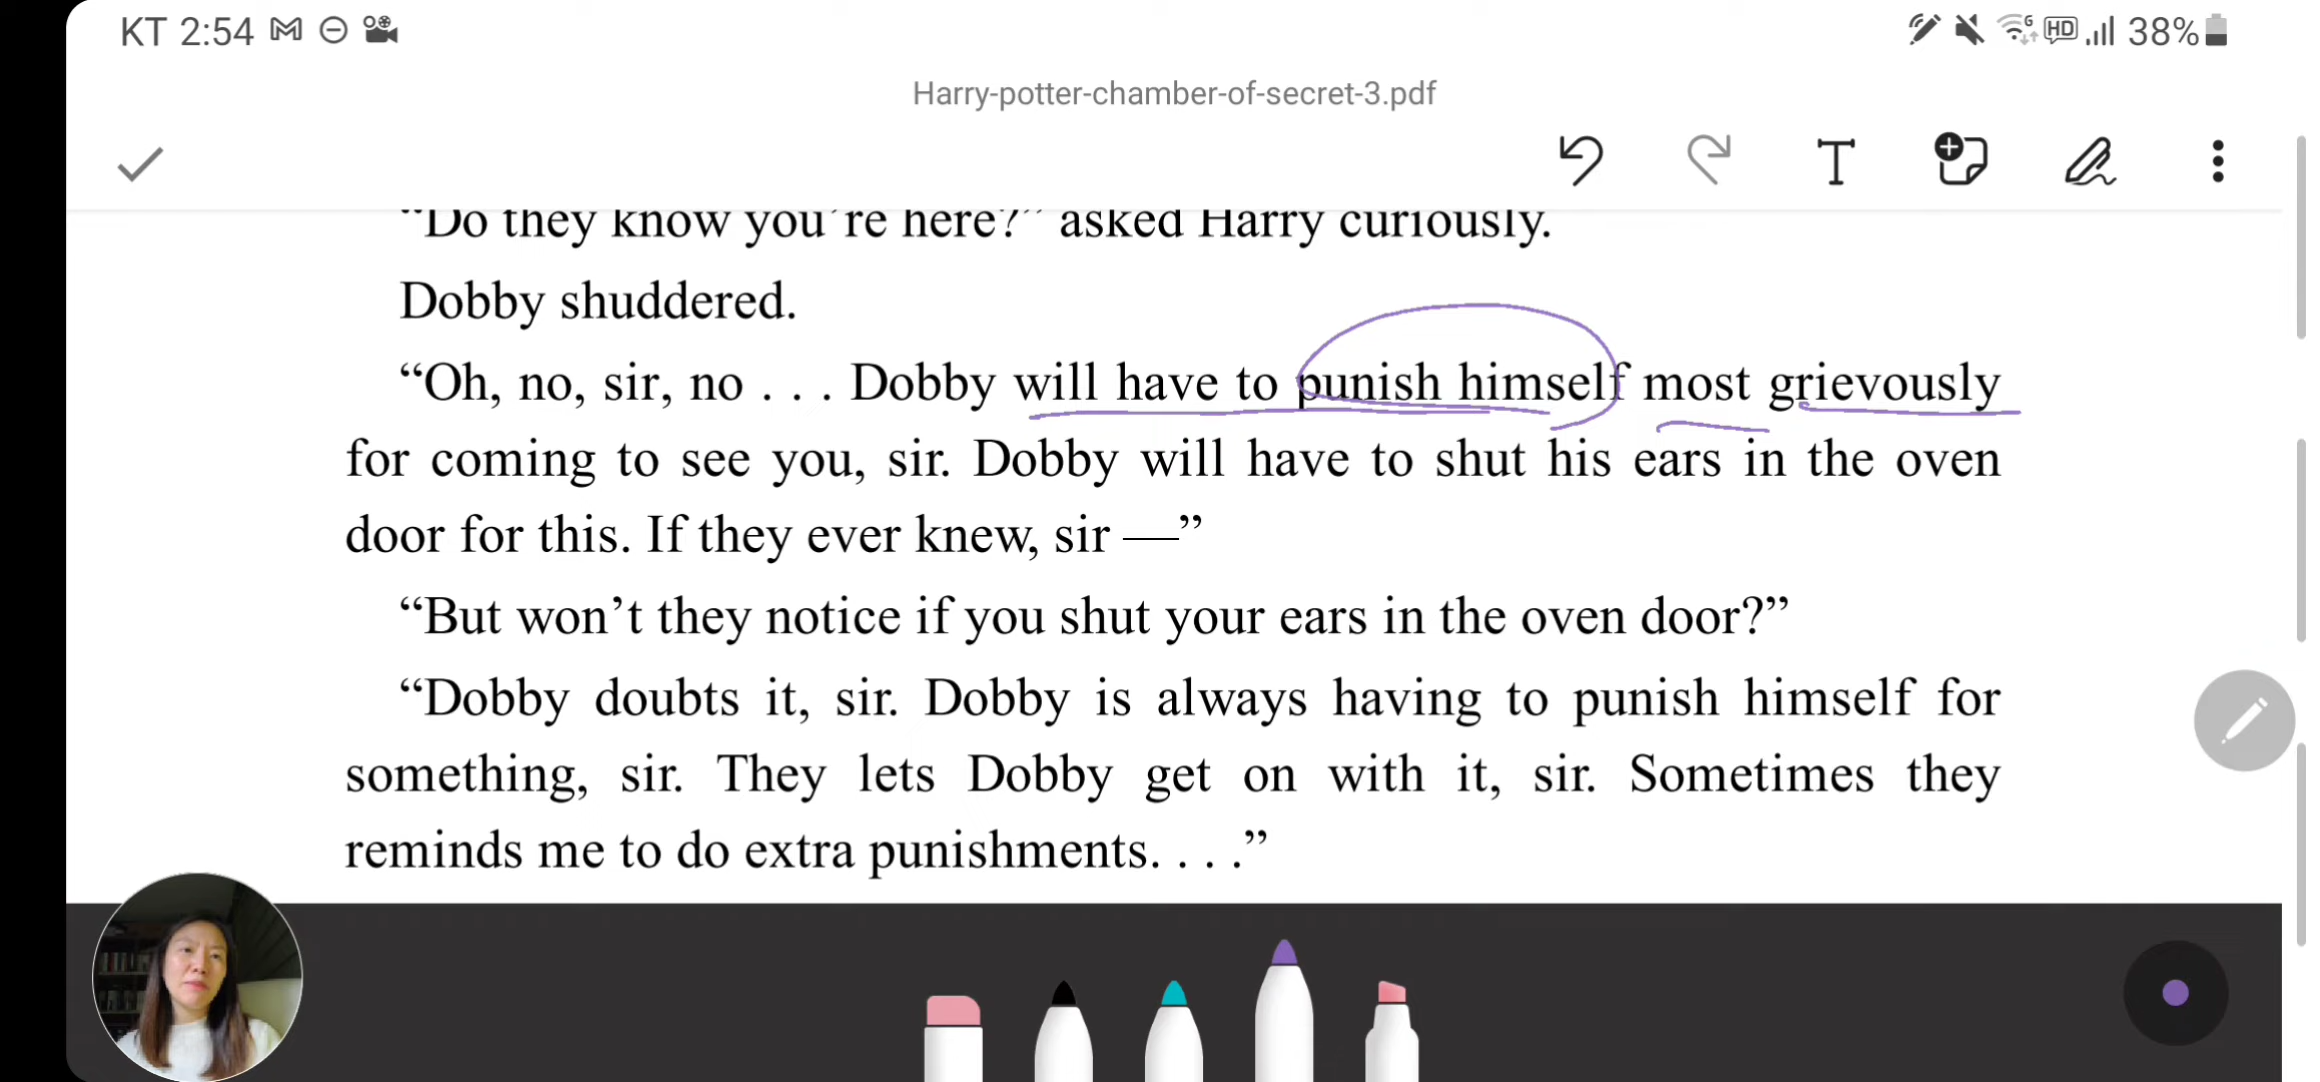 KT 2:54
38%
Harry-potter-chamber-of-secret-3.pdf
“Do they know you’re here?” asked Harry curiously.
Dobby shuddered.
“Oh, no, sir, no . . . Dobby will have to punish himself most grievously
for coming to see you, sir. Dobby will have to shut his ears in the oven
door for this. If they ever knew, sir —”
“But won’t they notice if you shut your ears in the oven door?”
“Dobby doubts it, sir. Dobby is always having to punish himself for
something, sir. They lets Dobby get on with it, sir. Sometimes they
reminds me to do extra punishments. . . .”